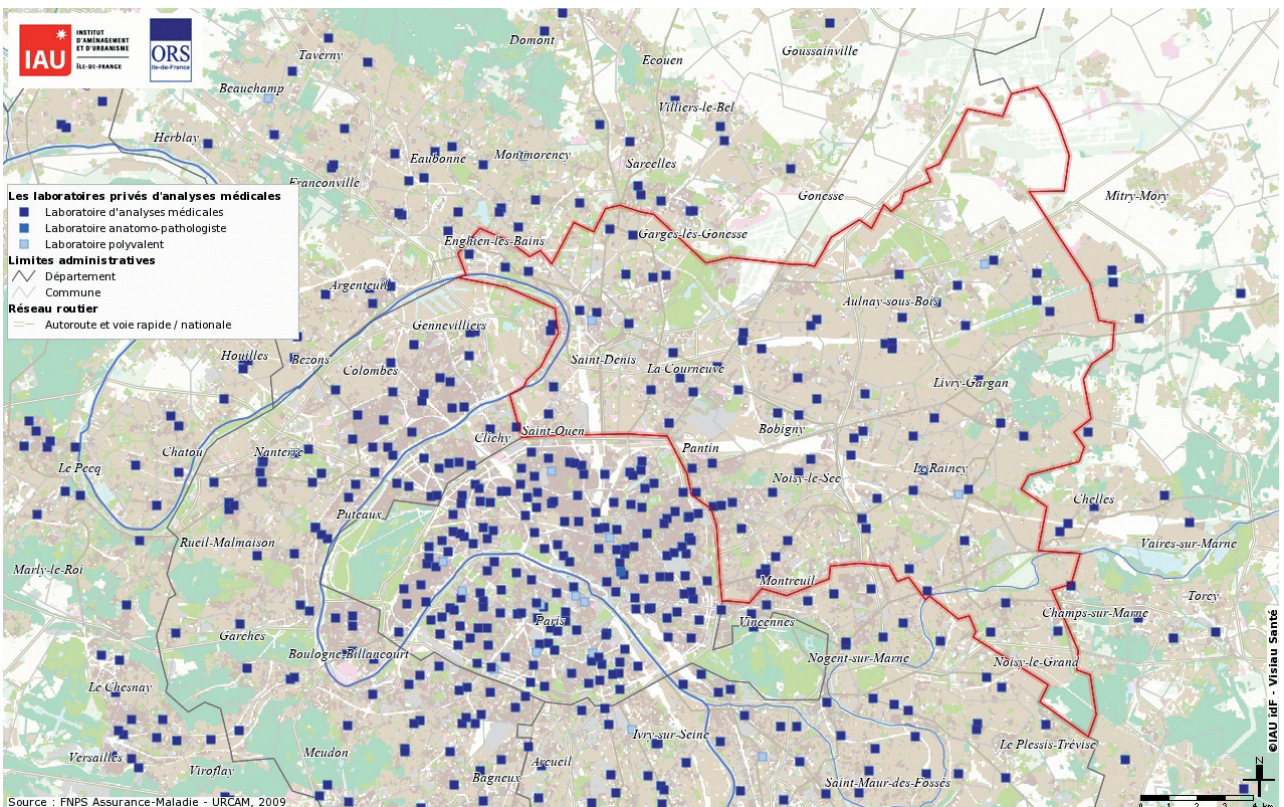 IAU
INSTITUT
D'AMÉNAGEMENT
ET D'URBANISME
ÎLE-DE-FRANCE
ORS
Ile-de-France
Taverny
Domont
Ecouen
Goussainville
Beauchamp
Villiers-le-Bel
Herblay
Eaubonne
Montmorency
Sarcelles
Franconville
Gonesse
Mitry-Mory
Les laboratoires privés d'analyses médicales
Laboratoire d'analyses médicales
Laboratoire anatomo-pathologiste
Laboratoire polyvalent
Limites administratives
Département
Commune
Réseau routier
Autoroute et voie rapide / nationale
Enghien-les-Bains
Garges-lès-Gonesse
Argenteuil
Aulnay-sous-Bois
Gennevilliers
Houilles
Bezons
Colombes
Saint-Denis
La Courneuve
Livry-Gargan
Clichy
Saint-Ouen
Bobigny
Le Pecq
Chatou
Nanterre
Pantin
Noisy-le-Sec
Le Raincy
Chelles
Puteaux
Rueil-Malmaison
Vaires-sur-Marne
Marly-le-Roi
Montreuil
Torcy
Champs-sur-Marne
Garches
Paris
Vincennes
Boulogne-Billancourt
Nogent-sur-Marne
Noisy-le-Grand
Le Chesnay
Versailles
Viroflay
Meudon
Bagneux
Arcueil
Ivry-sur-Seine
Le Plessis-Trévise
Saint-Maur-des-Fossés
©IAU idF - Visiau Santé
N
Source : FNPS Assurance-Maladie - URCAM, 2009